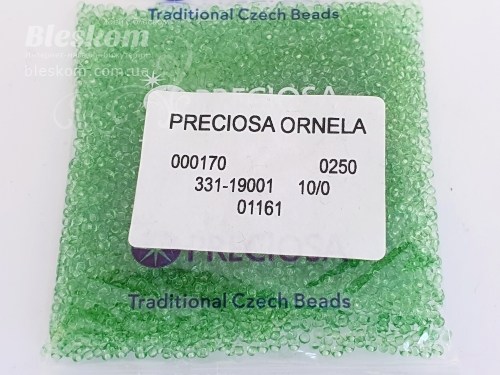 Traditional Czech Beads
Bleskom
bleskom.com.ua
PRECIOSA
PRECIOSA ORNELA
000170 0250
331-19001 10/0
01161
PRECIOSA
Traditional Czech Beads